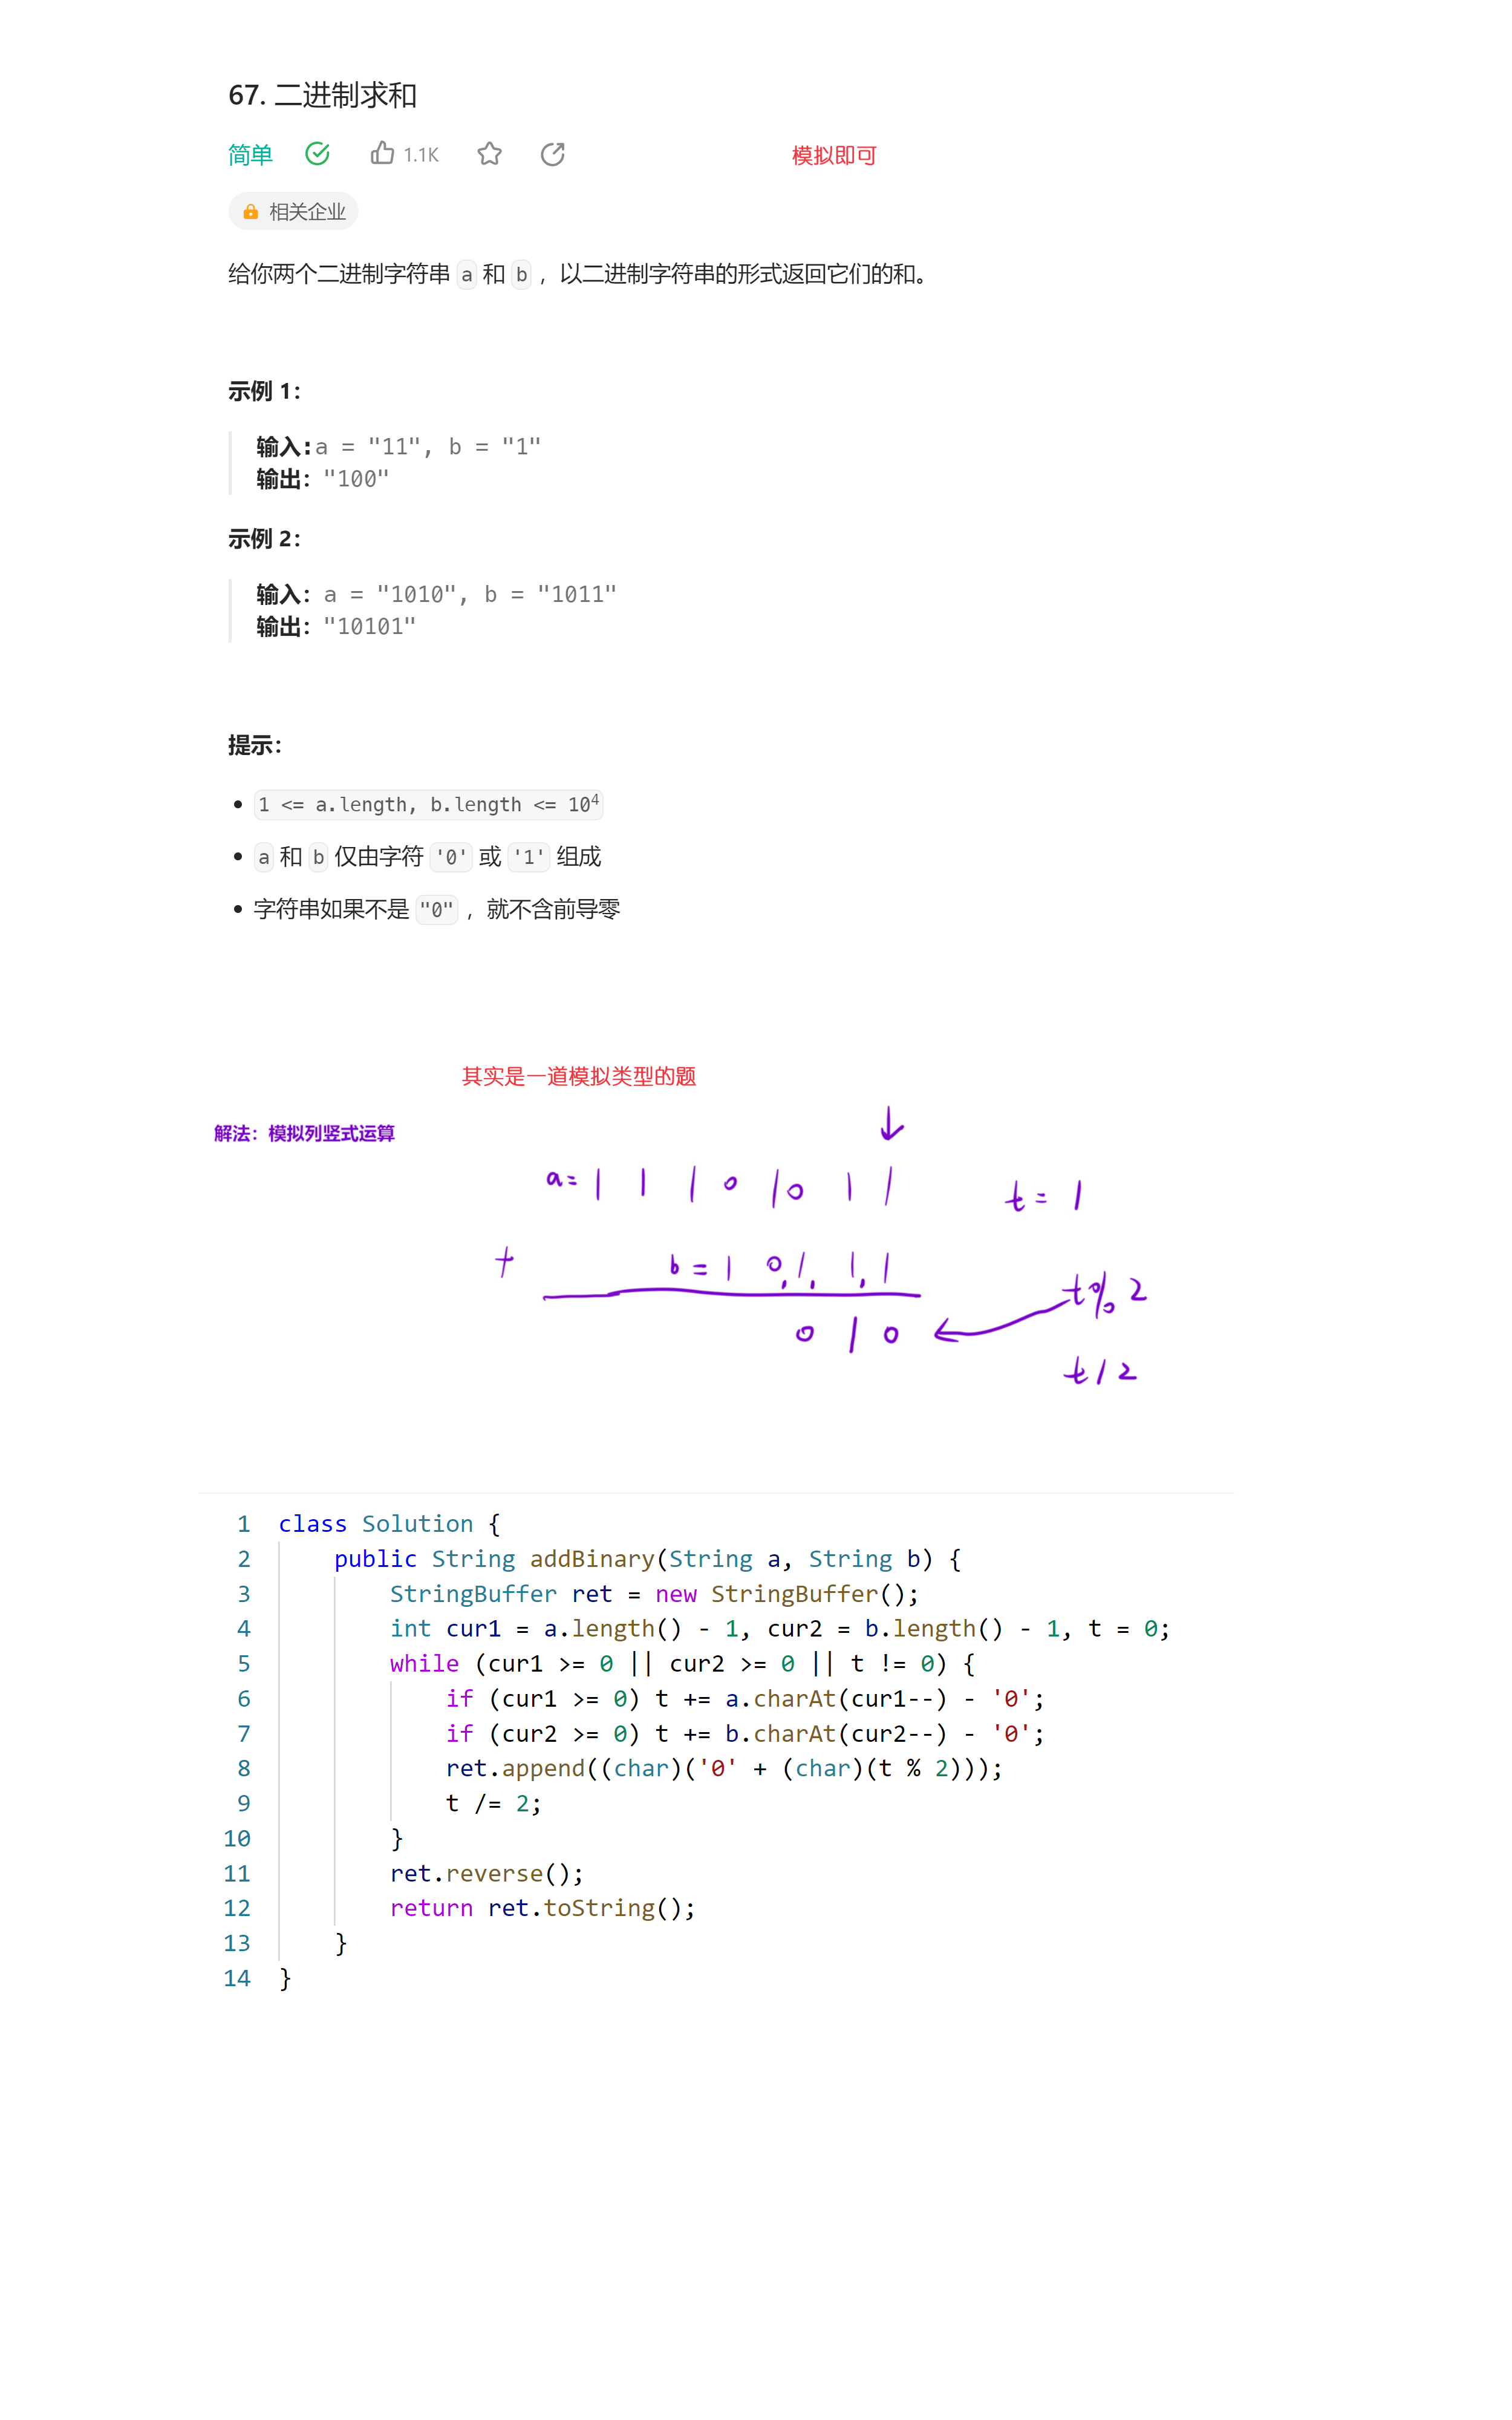 67. 二进制求和
简单 1.1K 模拟即可
相关企业
给你两个二进制字符串 a 和 b ，以二进制字符串的形式返回它们的和。
示例 1：
输入:a = "11", b = "1"
输出："100"
示例 2：
输入：a = "1010", b = "1011"
输出："10101"
提示：
1 <= a.length, b.length <= 10⁴
a 和 b 仅由字符 '0' 或 '1' 组成
字符串如果不是 "0" ，就不含前导零
其实是一道模拟类型的题
解法：模拟列竖式运算
a= 1 1 1 0 1 0 1 1 t = 1
+ b = 1 0, 1, 1, 1
t% 2
0 1 0
t / 2
1 class Solution {
2 public String addBinary(String a, String b) {
3 StringBuffer ret = new StringBuffer();
4 int cur1 = a.length() - 1, cur2 = b.length() - 1, t = 0;
5 while (cur1 >= 0 || cur2 >= 0 || t != 0) {
6 if (cur1 >= 0) t += a.charAt(cur1--) - '0';
7 if (cur2 >= 0) t += b.charAt(cur2--) - '0';
8 ret.append((char)('0' + (char)(t % 2)));
9 t /= 2;
10 }
11 ret.reverse();
12 return ret.toString();
13 }
14 }